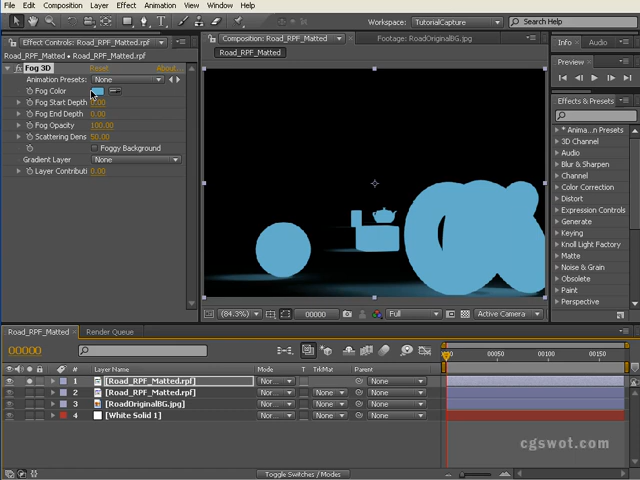 File Edit Composition Layer Effect Animation View Window Help
Workspace: TutorialCapture Search Help
Effect Controls: Road_RPF_Matted.rpf
Composition: Road_RPF_Matted
Footage: RoadOriginalBG.jpg
Info Audio
Road_RPF_Matted • Road_RPF_Matted.rpf
Road_RPF_Matted
Preview
Fog 3D Reset About...
Animation Presets: None
Fog Color
Fog Start Depth 0.00
Fog End Depth 0.00
Fog Opacity 100.00
Scattering Dens 50.00
Foggy Background
Gradient Layer None
Layer Contributi 0.00
Effects & Presets
* Anima...n Presets
3D Channel
Audio
Blur & Sharpen
Channel
Color Correction
Distort
Expression Controls
Generate
Keying
Knoll Light Factory
Matte
Noise & Grain
Obsolete
Paint
Perspective
(84.3%) 00000 Full Active Camera
Road_RPF_Matted Render Queue
00000
00050 00100 00150
# Layer Name Mode T TrkMat Parent
1 [Road_RPF_Matted.rpf] Nor... None
2 [Road_RPF_Matted.rpf] Nor... None None
3 [RoadOriginalBG.jpg] Nor... None None
4 [White Solid 1] Nor... None None
cgswot.com
Toggle Switches / Modes